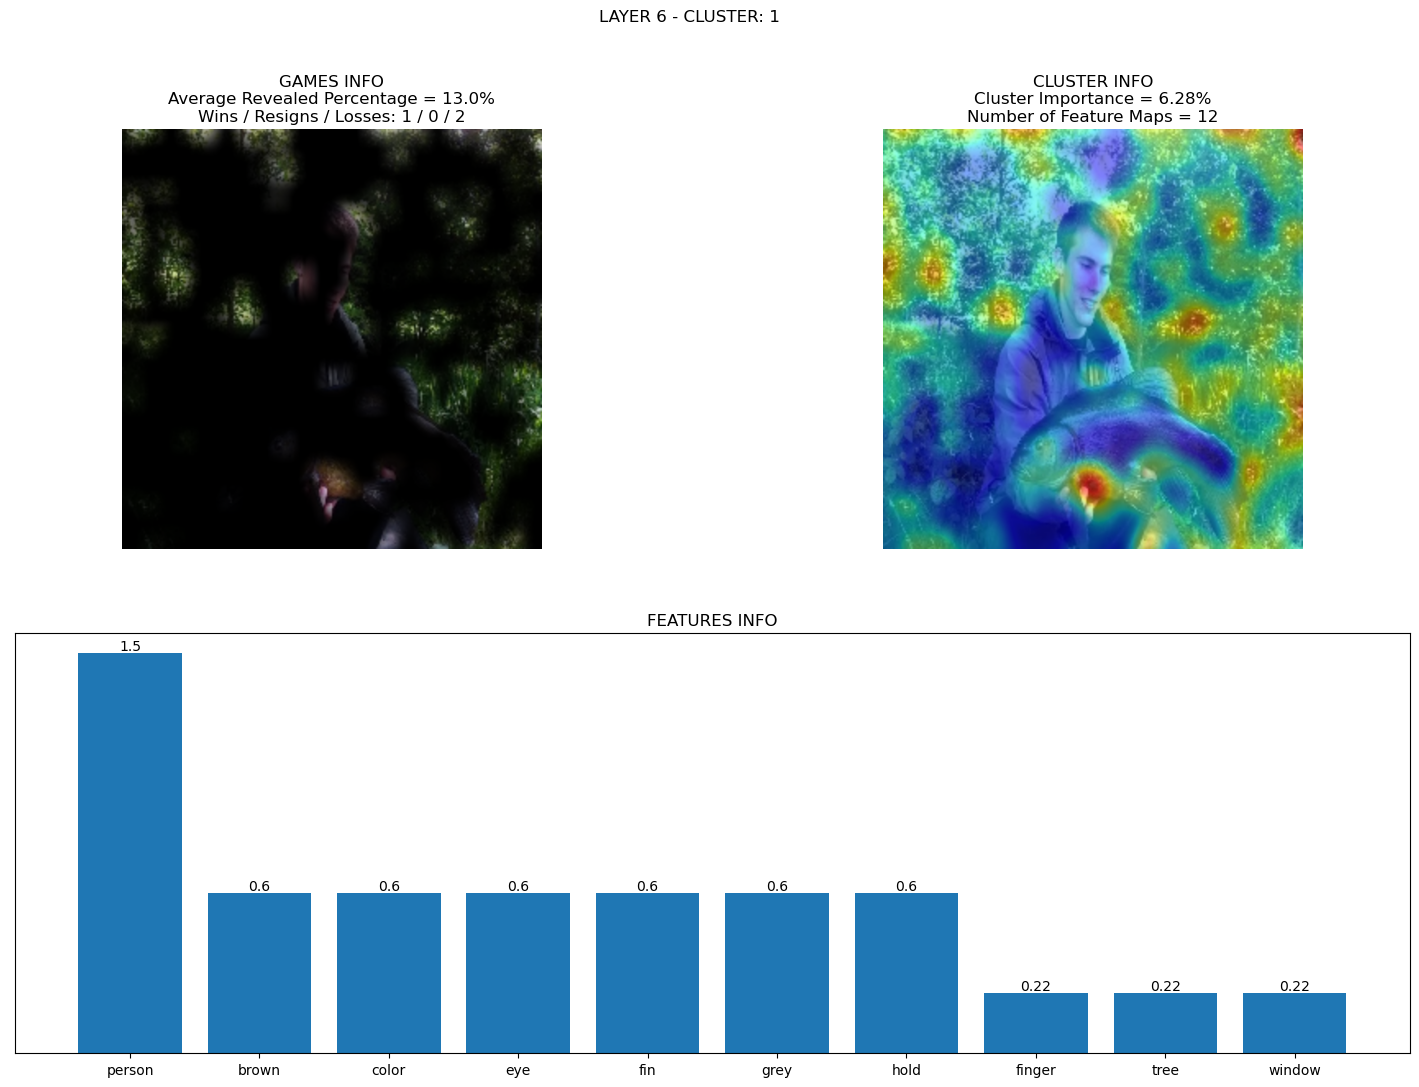 LAYER 6 - CLUSTER: 1
GAMES INFO
Average Revealed Percentage = 13.0%
Wins / Resigns / Losses: 1 / 0 / 2
CLUSTER INFO
Cluster Importance = 6.28%
Number of Feature Maps = 12
FEATURES INFO
1.5
0.6
0.6
0.6
0.6
0.6
0.6
0.22
0.22
0.22
person
brown
color
eye
fin
grey
hold
finger
tree
window